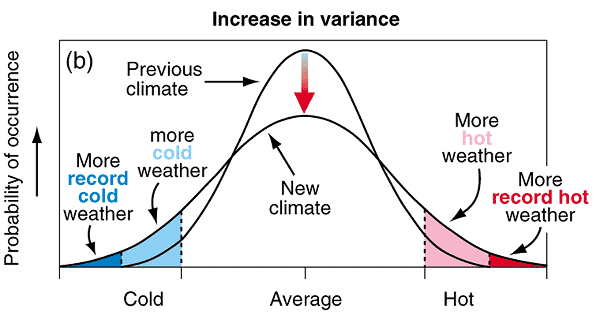 Increase in variance
(b)
Previous
climate
Probability of occurrence
more
cold
weather
More
record
cold
weather
New
climate
More
hot
weather
More
record hot
weather
Cold
Average
Hot